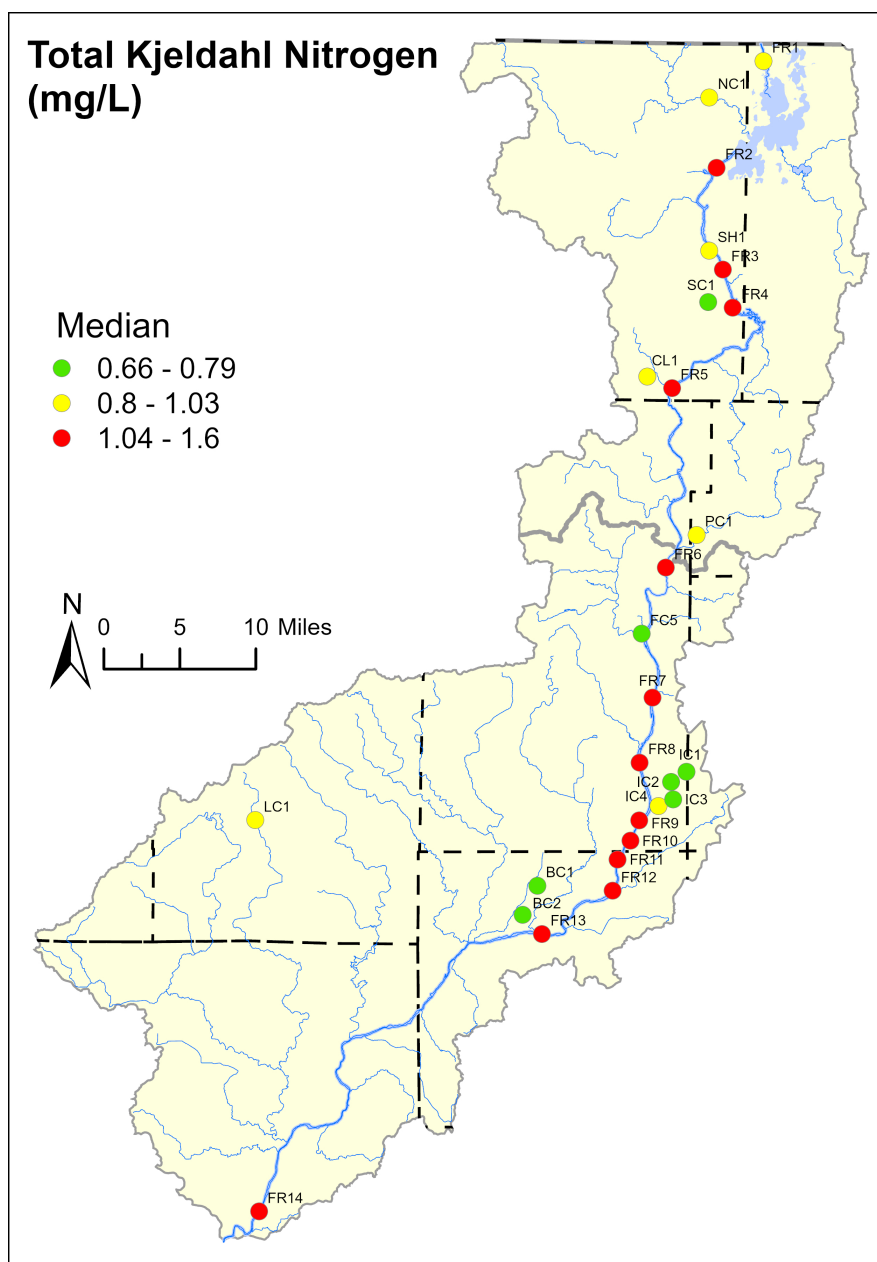 Total Kjeldahl Nitrogen
(mg/L)
FR1
NC1
FR2
SH1
FR3
SC1
FR4
Median
0.66 - 0.79
0.8 - 1.03
1.04 - 1.6
CL1
FR5
PC1
FR6
N
0 5 10 Miles
FC5
FR7
FR8
IC1
IC2
IC3
IC4
LC1
FR9
FR10
FR11
BC1
FR12
BC2
FR13
FR14